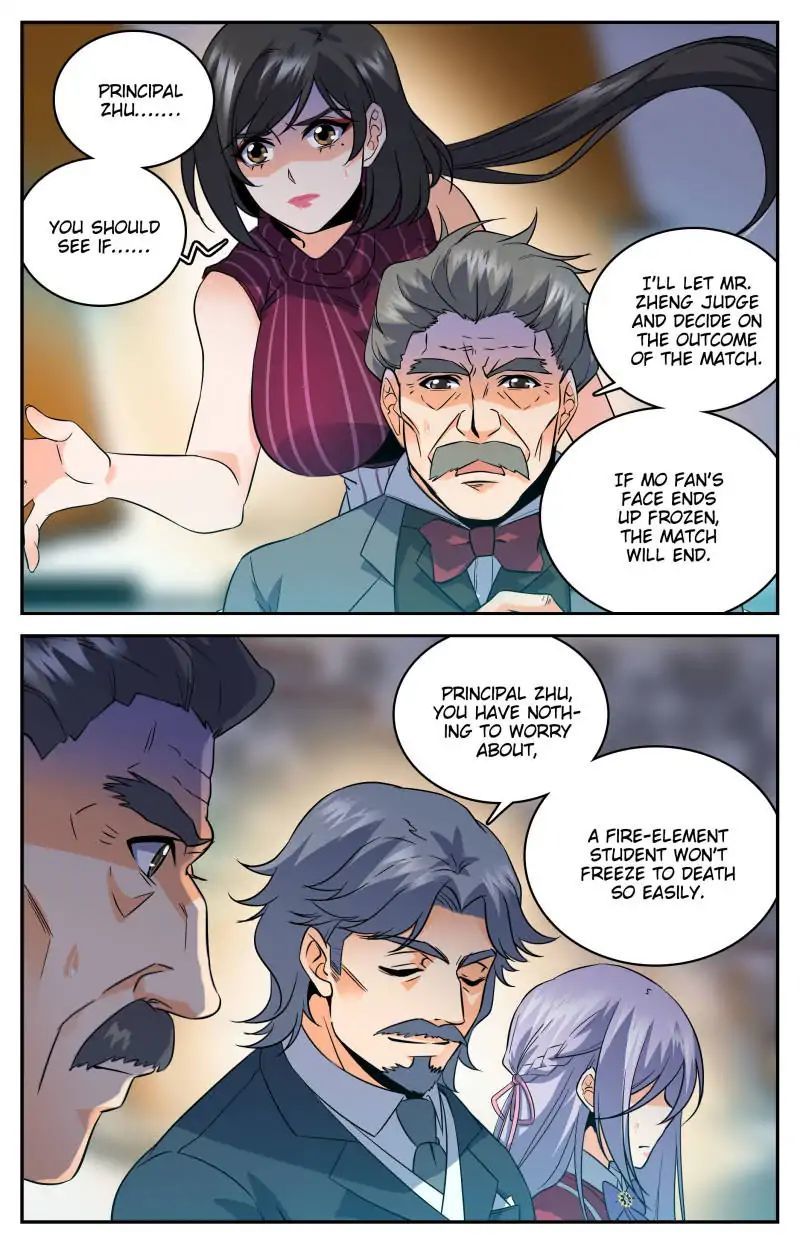 PRINCIPAL
ZHU.......
YOU SHOULD
SEE IF......
I'LL LET MR.
ZHENG JUDGE
AND DECIDE ON
THE OUTCOME
OF THE MATCH.
IF MO FAN'S
FACE ENDS
UP FROZEN,
THE MATCH
WILL END.
PRINCIPAL ZHU,
YOU HAVE NOTH-
ING TO WORRY
ABOUT,
A FIRE-ELEMENT
STUDENT WON'T
FREEZE TO DEATH
SO EASILY.